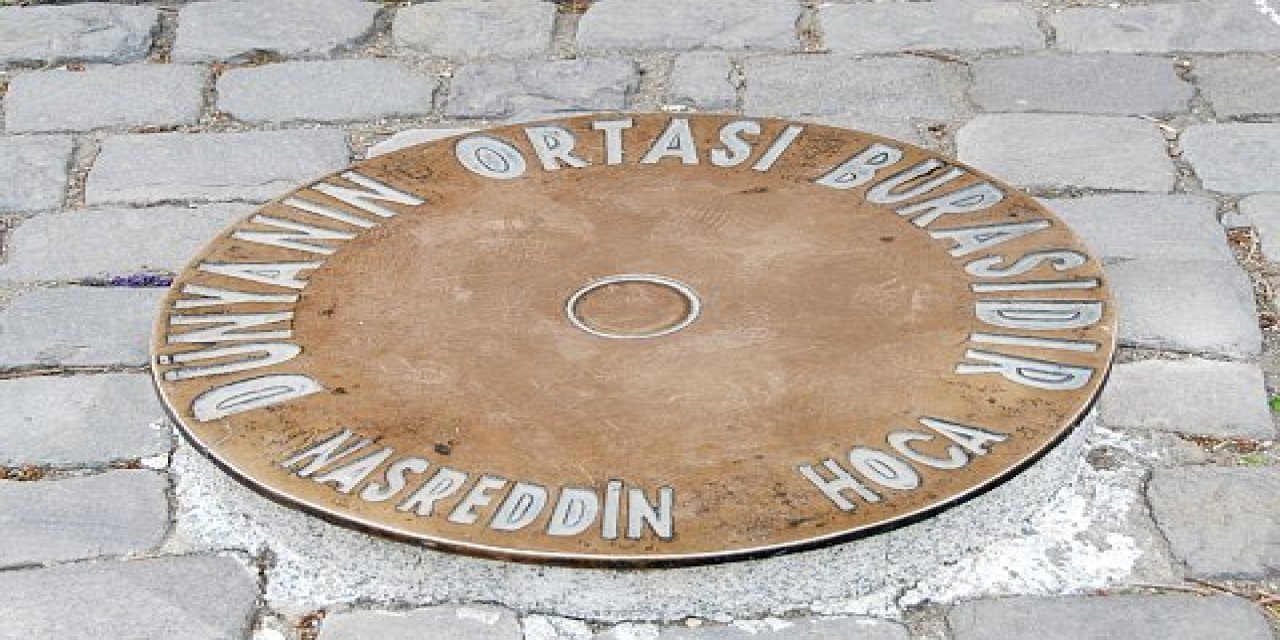 DÜNYANIN ORTASI BURASIDIR
NASREDDİN HOCA